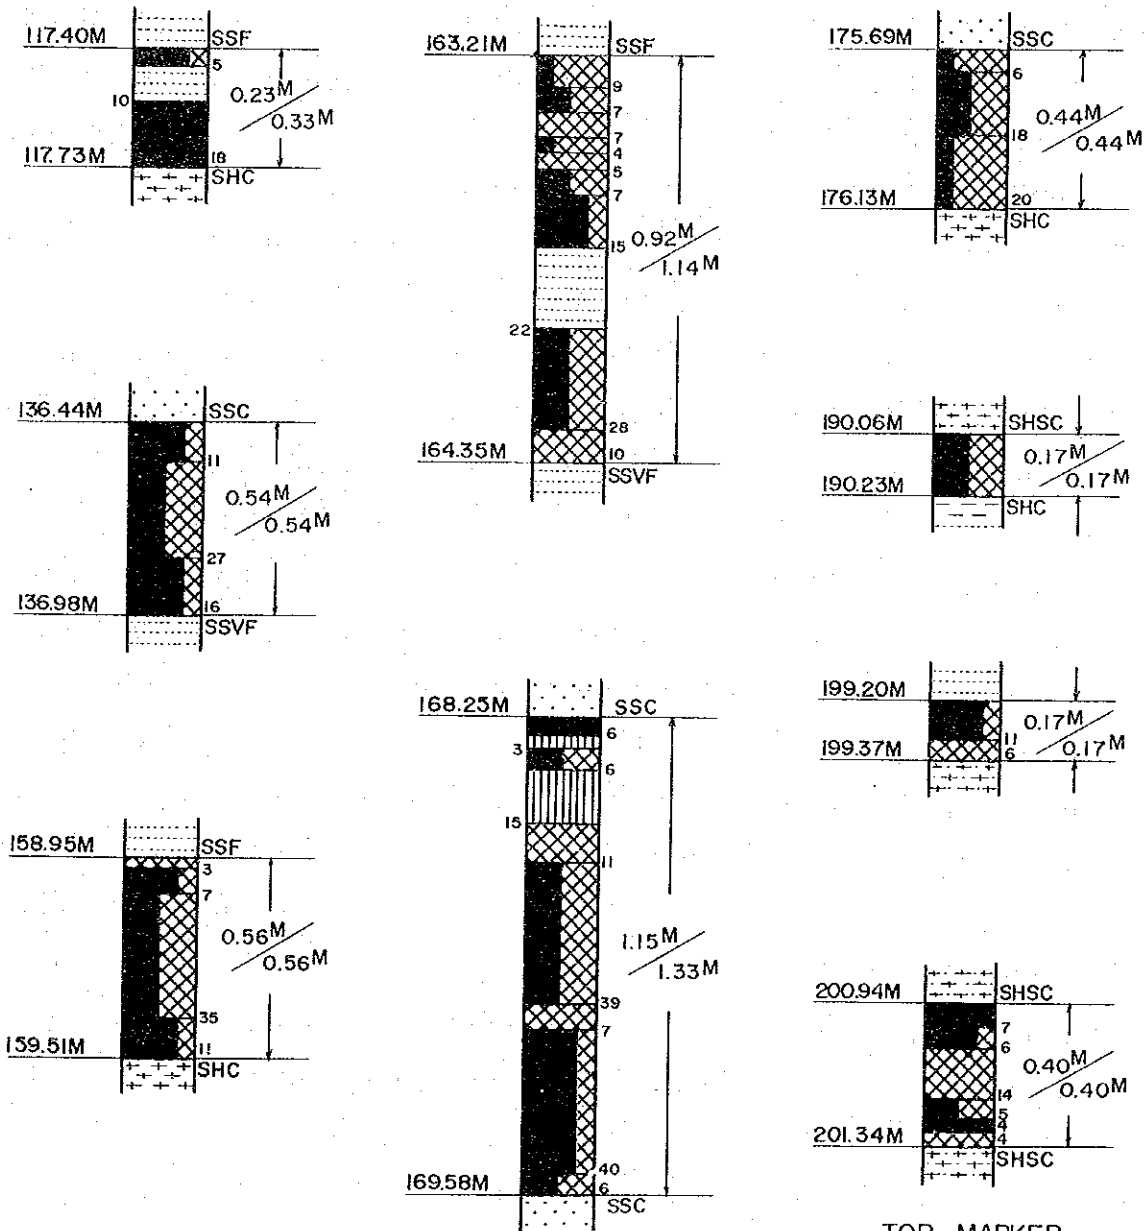 117.40M SSF
5
10
0.23M
0.33M
18
117.73M SHC
136.44M SSC
11
0.54M
0.54M
27
16
136.98M SSVF
158.95M SSF
3
7
0.56M
0.56M
35
11
159.51M SHC
163.21M SSF
9
7
7
4
5
7
15
0.92M
1.14M
22
28
10
164.35M SSVF
168.25M SSC
6
3
6
15
11
1.15M
1.33M
39
7
40
6
169.58M SSC
175.69M SSC
6
18
0.44M
0.44M
20
176.13M SHC
190.06M SHSC
0.17M
0.17M
190.23M SHC
199.20M
0.17M
0.17M
11
6
199.37M
200.94M SHSC
7
6
0.40M
0.40M
14
5
4
4
201.34M SHSC
TOP MARKER